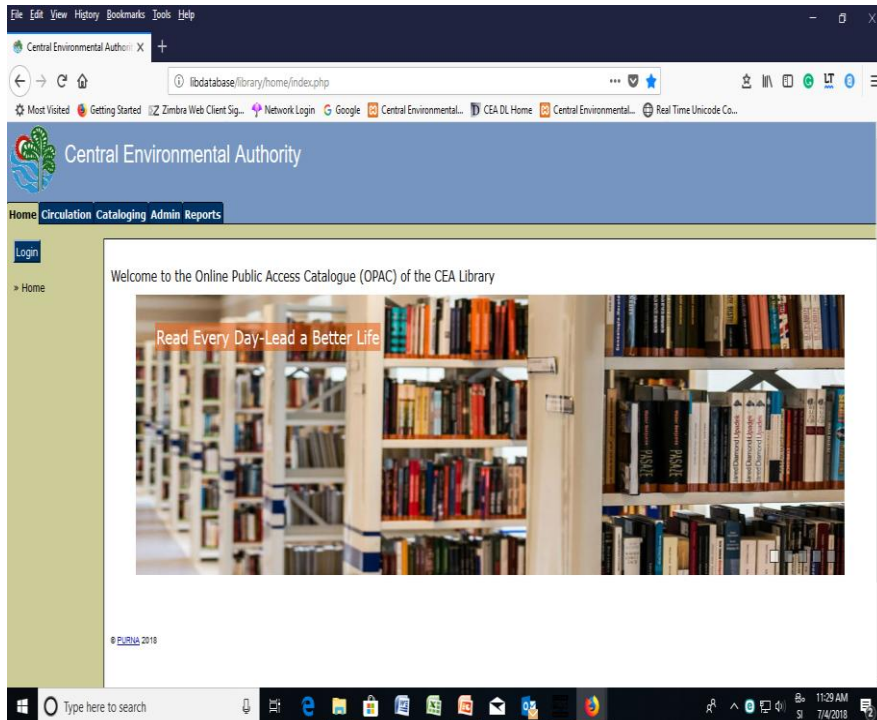 File Edit View History Bookmarks Tools Help
Central Environmental Authorit
libdatabase/library/home/index.php
Most Visited Getting Started Zimbra Web Client Sig... Network Login Google Central Environmental... CEA DL Home Central Environmental... Real Time Unicode Co...
Central Environmental Authority
Home Circulation Cataloging Admin Reports
Login
» Home
Welcome to the Online Public Access Catalogue (OPAC) of the CEA Library
Read Every Day-Lead a Better Life
PASAŻE PASAŻE
© PURNA 2018
Type here to search
11:29 AM
SI 7/4/2018